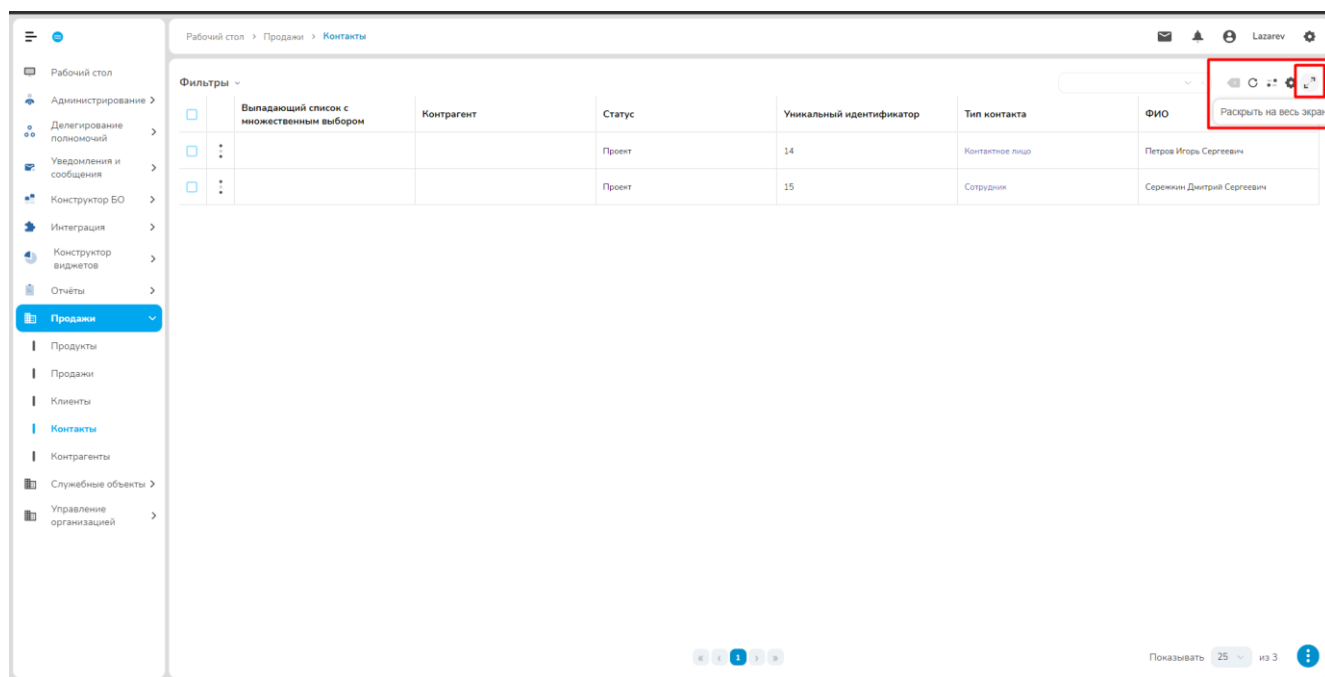 Рабочий стол > Продажи > Контакты
Lazarev
Рабочий стол
Администрирование
Делегирование
полномочий
Уведомления и
сообщения
Конструктор БО
Интеграция
Конструктор
виджетов
Отчёты
Продажи
Продукты
Продажи
Клиенты
Контакты
Контрагенты
Служебные объекты
Управление
организацией
Фильтры
Раскрыть на весь экран
Выпадающий список с
множественным выбором
Контрагент
Статус
Уникальный идентификатор
Тип контакта
ФИО
Проект
14
Контактное лицо
Петров Игорь Сергеевич
Проект
15
Сотрудник
Сережкин Дмитрий Сергеевич
« ‹ 1 › »
Показывать 25 из 3